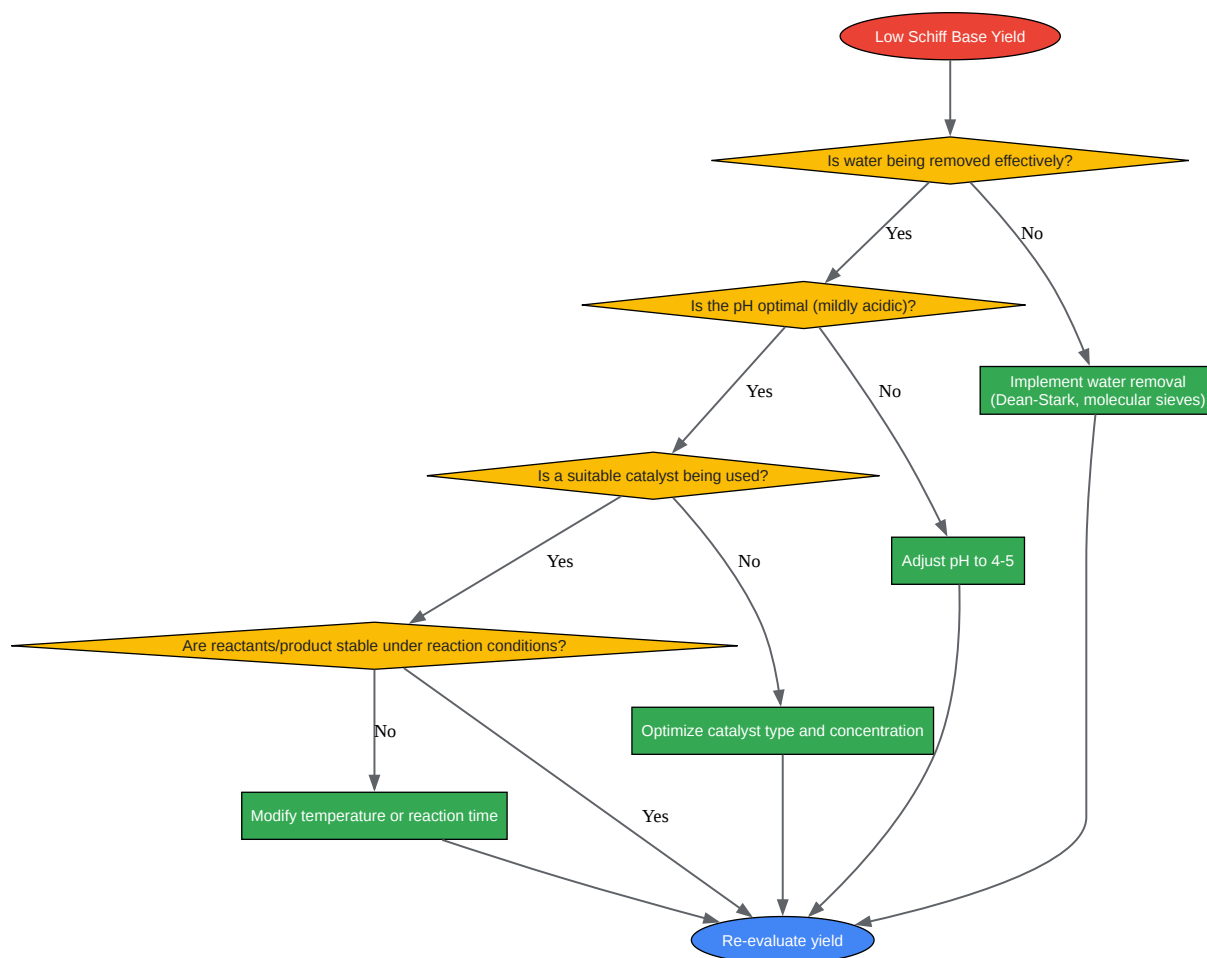 Low Schiff Base Yield
Is water being removed effectively?
Yes
No
Is the pH optimal (mildly acidic)?
Implement water removal
(Dean-Stark, molecular sieves)
Yes
No
Is a suitable catalyst being used?
Yes
No
Adjust pH to 4-5
Are reactants/product stable under reaction conditions?
No
Optimize catalyst type and concentration
Modify temperature or reaction time
Yes
Re-evaluate yield